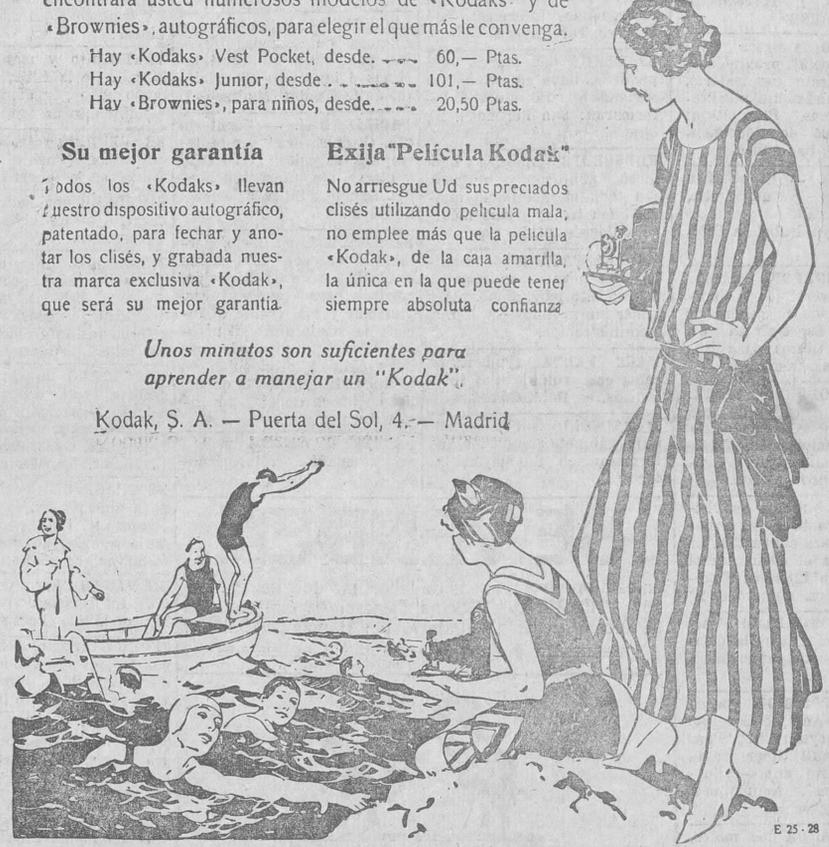 encontrará usted numerosos modelos de «Kodaks» y de
«Brownies», autográficos, para elegir el que más le convenga.
Hay «Kodaks» Vest Pocket, desde. 60,— Ptas.
Hay «Kodaks» Junior, desde . . 101,— Ptas.
Hay «Brownies», para niños, desde. 20,50 Ptas.
Su mejor garantía
Todos los «Kodaks» llevan
nuestro dispositivo autográfico,
patentado, para fechar y ano-
tar los clisés, y grabada nues-
tra marca exclusiva «Kodak»,
que será su mejor garantía.
Exija "Película Kodak"
No arriesgue Ud sus preciados
clisés utilizando pelicula mala,
no emplee más que la pelicula
«Kodak», de la caja amarilla,
la única en la que puede tener
siempre absoluta confianza
Unos minutos son suficientes para
aprender a manejar un "Kodak".
Kodak, S. A. — Puerta del Sol, 4. — Madrid
E 25 - 28